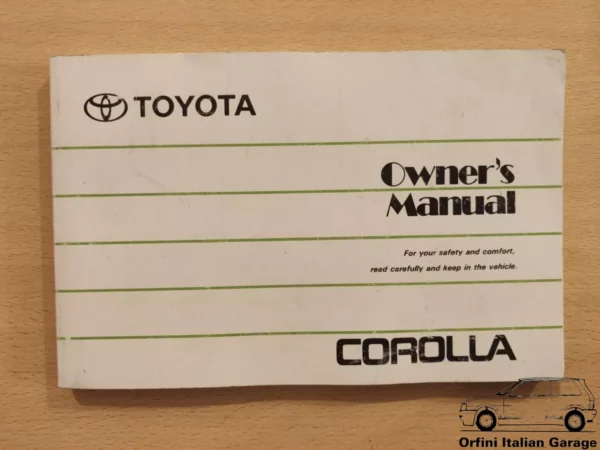 TOYOTA
Owner's
Manual
For your safety and comfort,
read carefully and keep in the vehicle.
COROLLA
Orfini Italian Garage